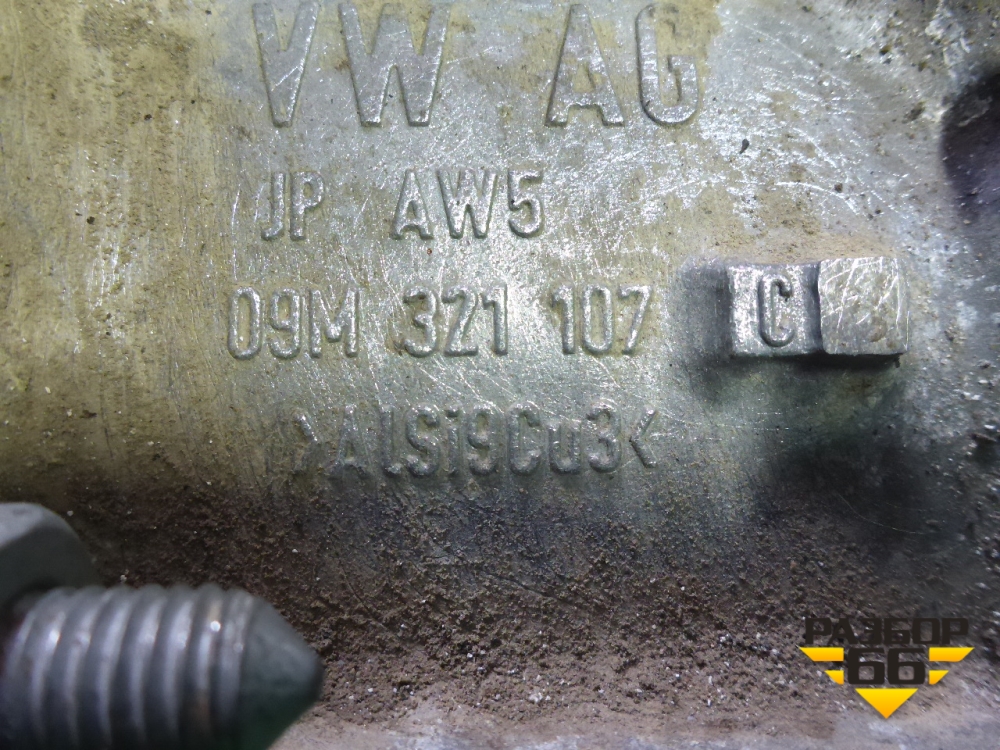 VW AG
JP AW5
09M 321 107 C
>AlSi9Cu3<
РАЗБОР
66